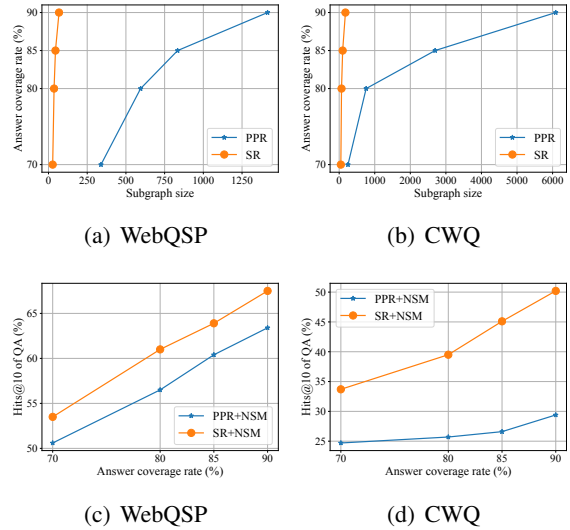 90
85
80
70
Answer coverage rate (%)
PPR
SR
0 250 500 750 1000 1250
Subgraph size
(a) WebQSP
90
85
80
70
Answer coverage rate (%)
PPR
SR
0 1000 2000 3000 4000 5000 6000
Subgraph size
(b) CWQ
65
60
55
50
Hits@10 of QA (%)
PPR+NSM
SR+NSM
70 80 85 90
Answer coverage rate (%)
(c) WebQSP
50
45
40
35
30
25
Hits@10 of QA (%)
PPR+NSM
SR+NSM
70 80 85 90
Answer coverage rate (%)
(d) CWQ